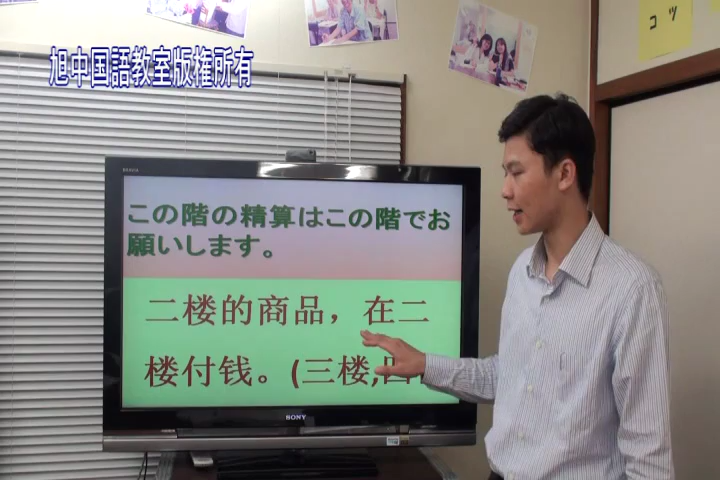 旭中国語教室版権所有
コツ
この階の精算はこの階でお
願いします。
二楼的商品，在二
楼付钱。(三楼,四
SONY